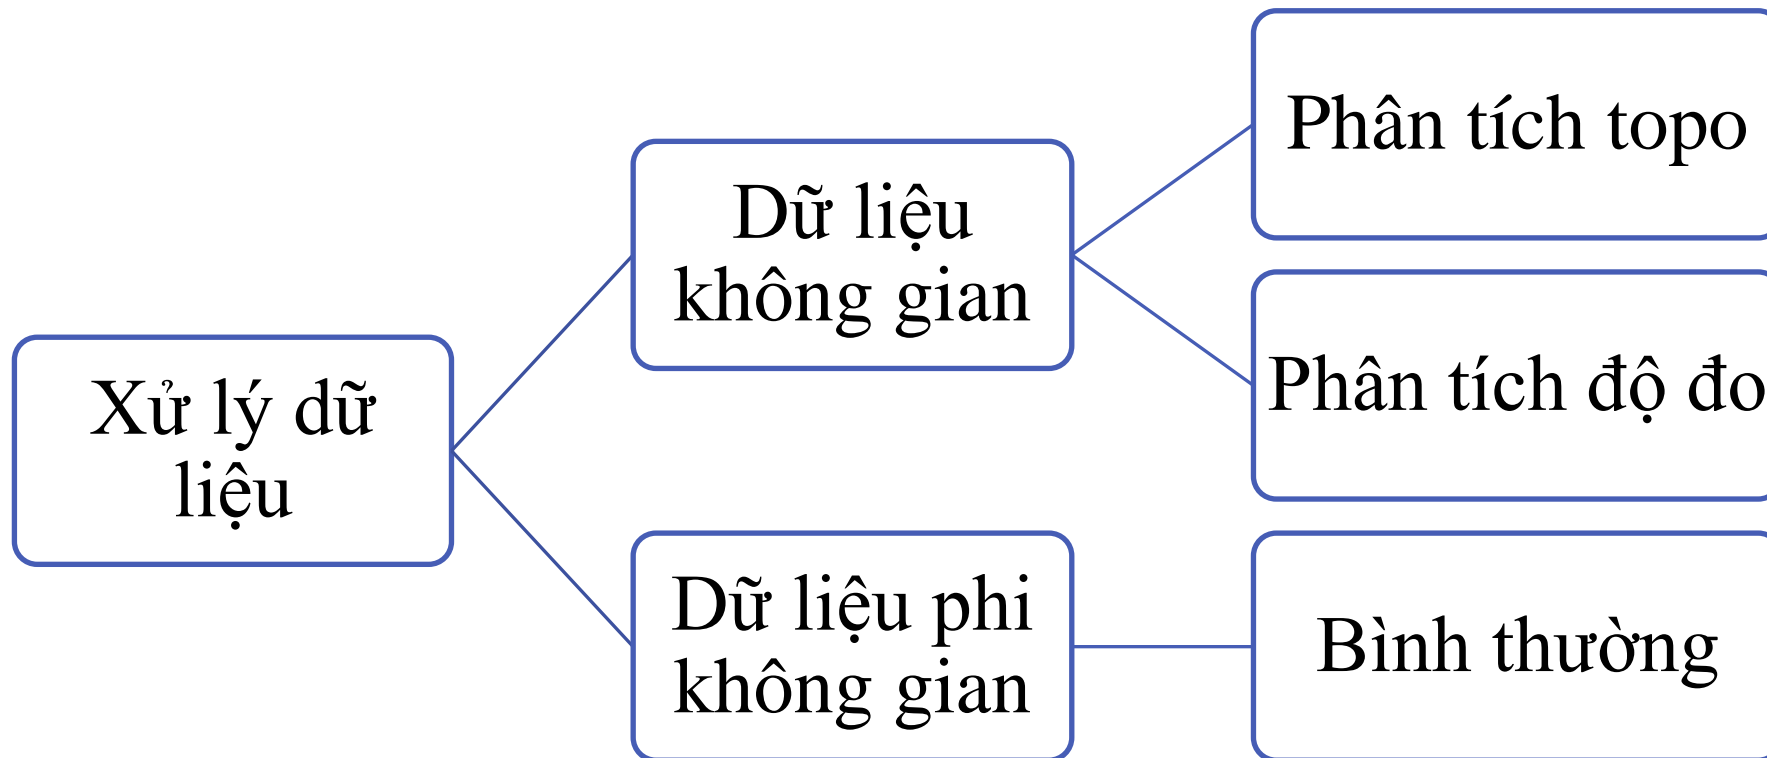 Phân tích topo
Dữ liệu
không gian
Phân tích độ đo
Xử lý dữ
liệu
Dữ liệu phi
không gian
Bình thường